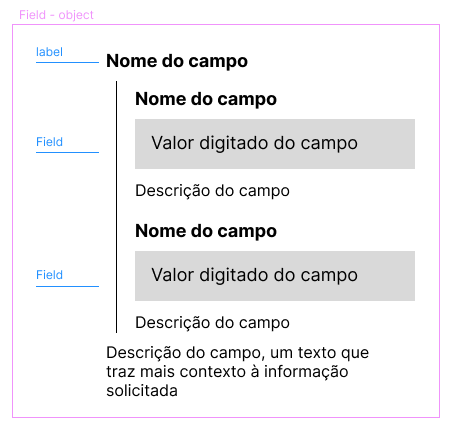 Field - object
label
Nome do campo
Nome do campo
Field
Valor digitado do campo
Descrição do campo
Nome do campo
Field
Valor digitado do campo
Descrição do campo
Descrição do campo, um texto que
traz mais contexto à informação
solicitada